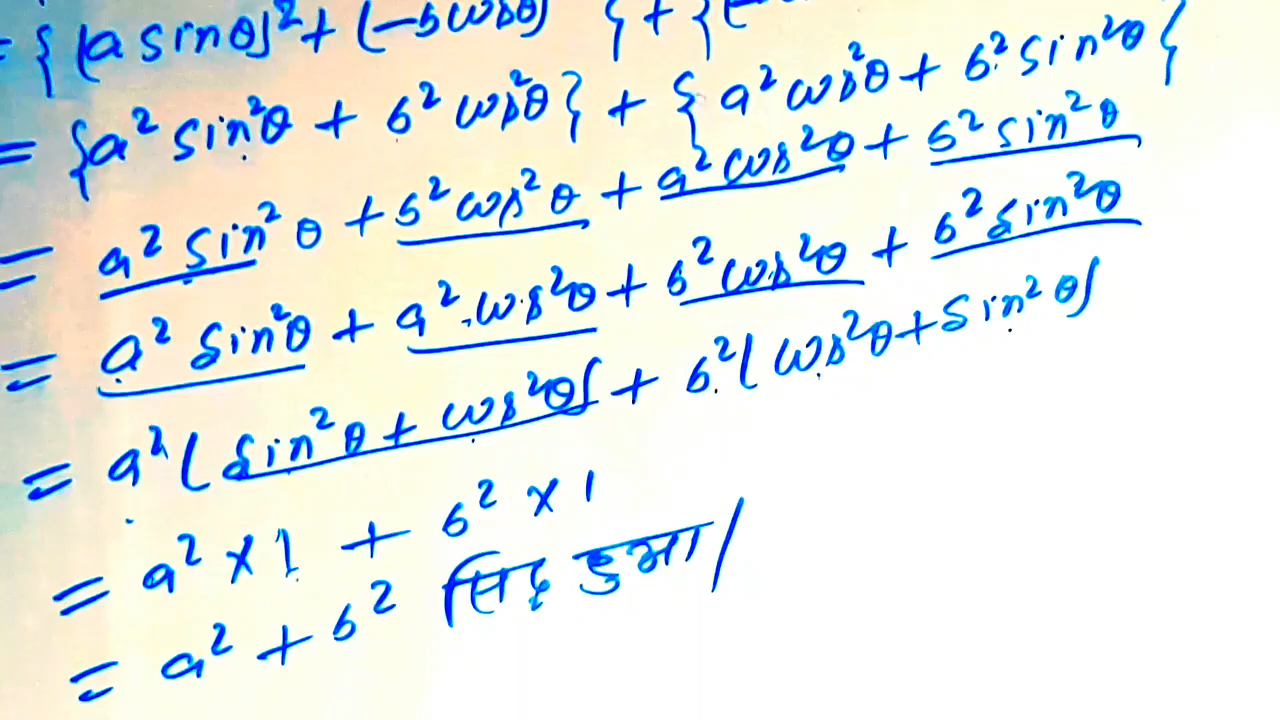 = {(a sinθ)² + (-b cosθ) } + {(-
= {a² sin²θ + b² cos²θ} + {a² cos²θ + b² sin²θ}
= a² sin²θ + b² cos²θ + a² cos²θ + b² sin²θ
= a² sin²θ + a² cos²θ + b² cos²θ + b² sin²θ
= a² (sin²θ + cos²θ) + b² (cos²θ + sin²θ)
= a² × 1 + b² × 1
= a² + b² सिद्ध हुआ।